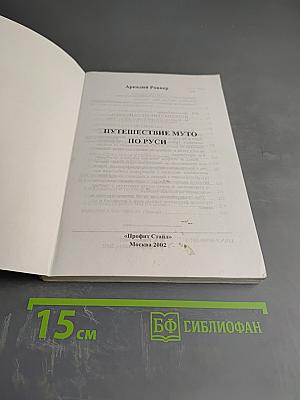 Аркадий Ровнер
ПУТЕШЕСТВИЕ МУТО
ПО РУСИ
«Профит Стайл»
Москва 2002
15 см
БФ БИБЛИОФАН